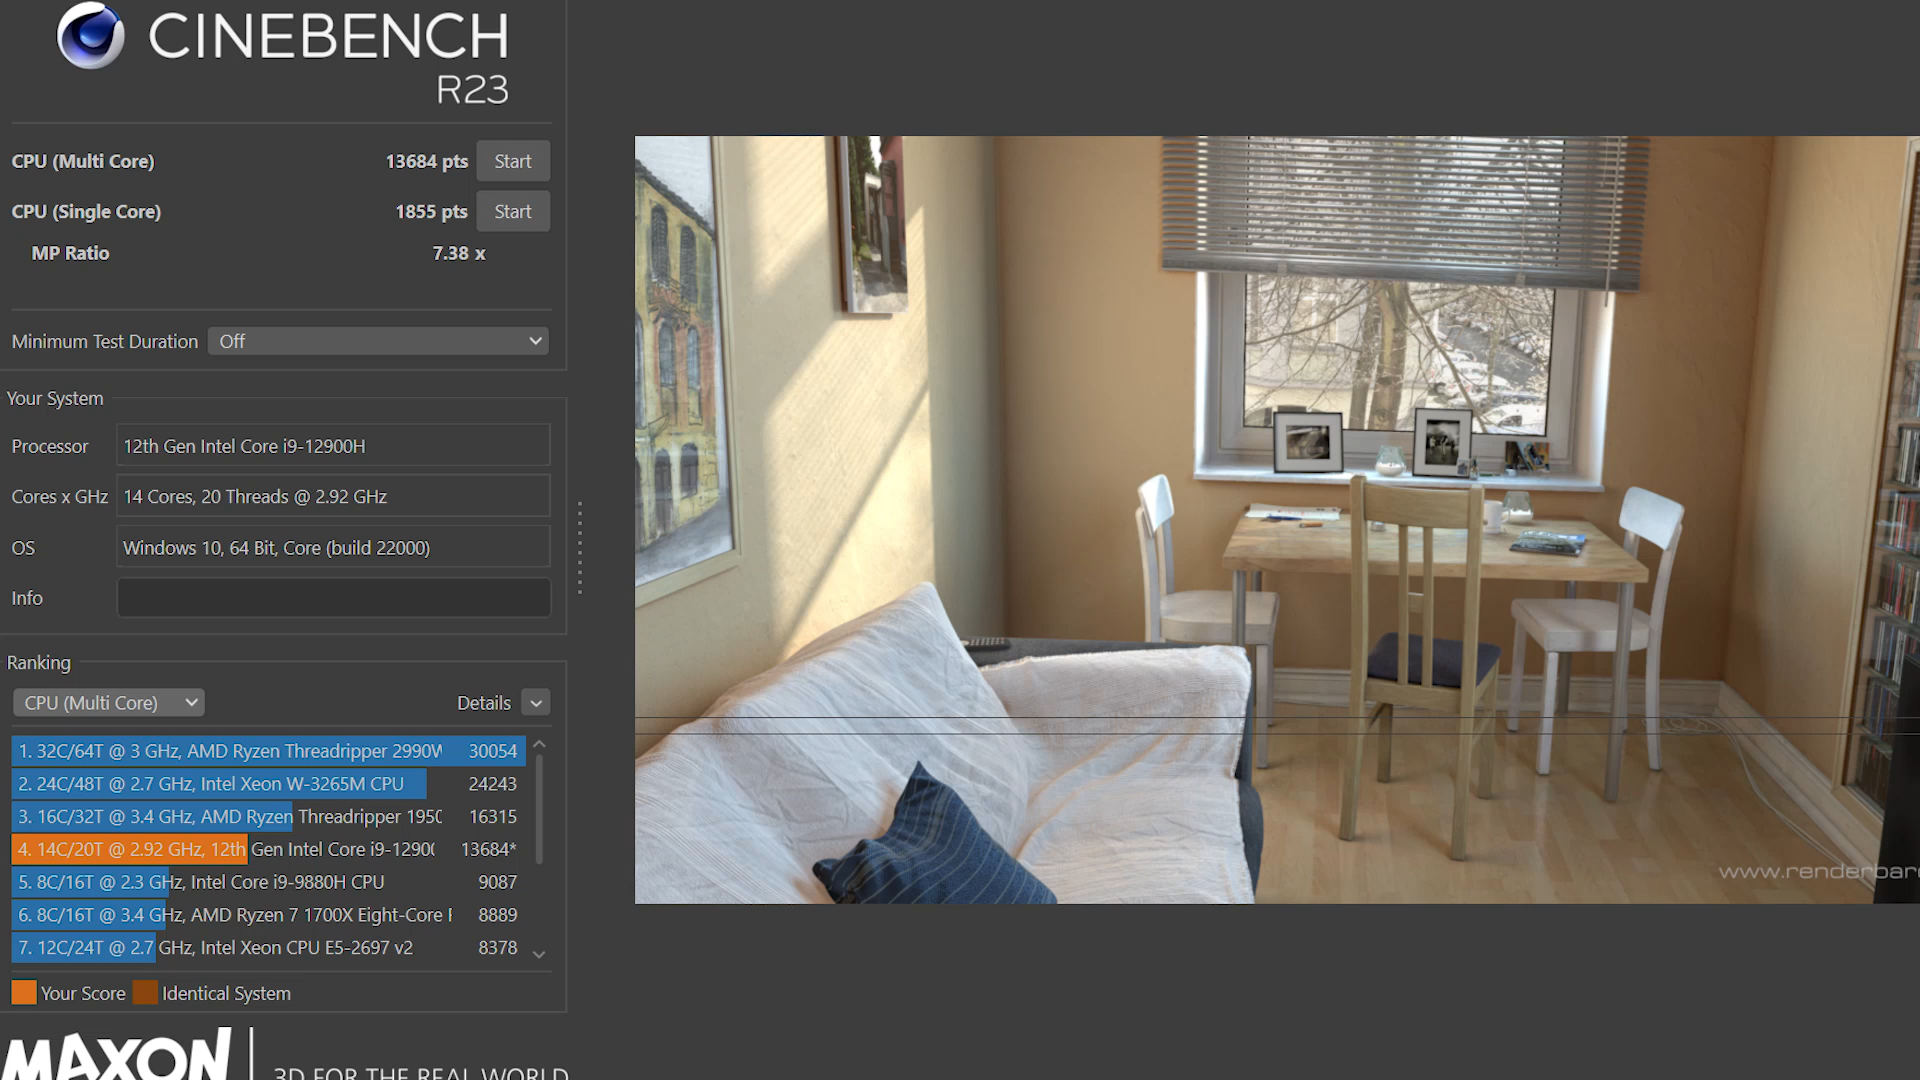 CINEBENCH
R23
CPU (Multi Core) 13684 pts Start
CPU (Single Core) 1855 pts Start
MP Ratio 7.38 x
Minimum Test Duration Off
Your System
Processor 12th Gen Intel Core i9-12900H
Cores x GHz 14 Cores, 20 Threads @ 2.92 GHz
OS Windows 10, 64 Bit, Core (build 22000)
Info
Ranking
CPU (Multi Core) Details
1. 32C/64T @ 3 GHz, AMD Ryzen Threadripper 2990W 30054
2. 24C/48T @ 2.7 GHz, Intel Xeon W-3265M CPU 24243
3. 16C/32T @ 3.4 GHz, AMD Ryzen Threadripper 1950 16315
4. 14C/20T @ 2.92 GHz, 12th Gen Intel Core i9-1290 13684*
5. 8C/16T @ 2.3 GHz, Intel Core i9-9880H CPU 9087
6. 8C/16T @ 3.4 GHz, AMD Ryzen 7 1700X Eight-Core 8889
7. 12C/24T @ 2.7 GHz, Intel Xeon CPU E5-2697 v2 8378
Your Score Identical System
MAXON
3D FOR THE REAL WORLD
www.renderbar